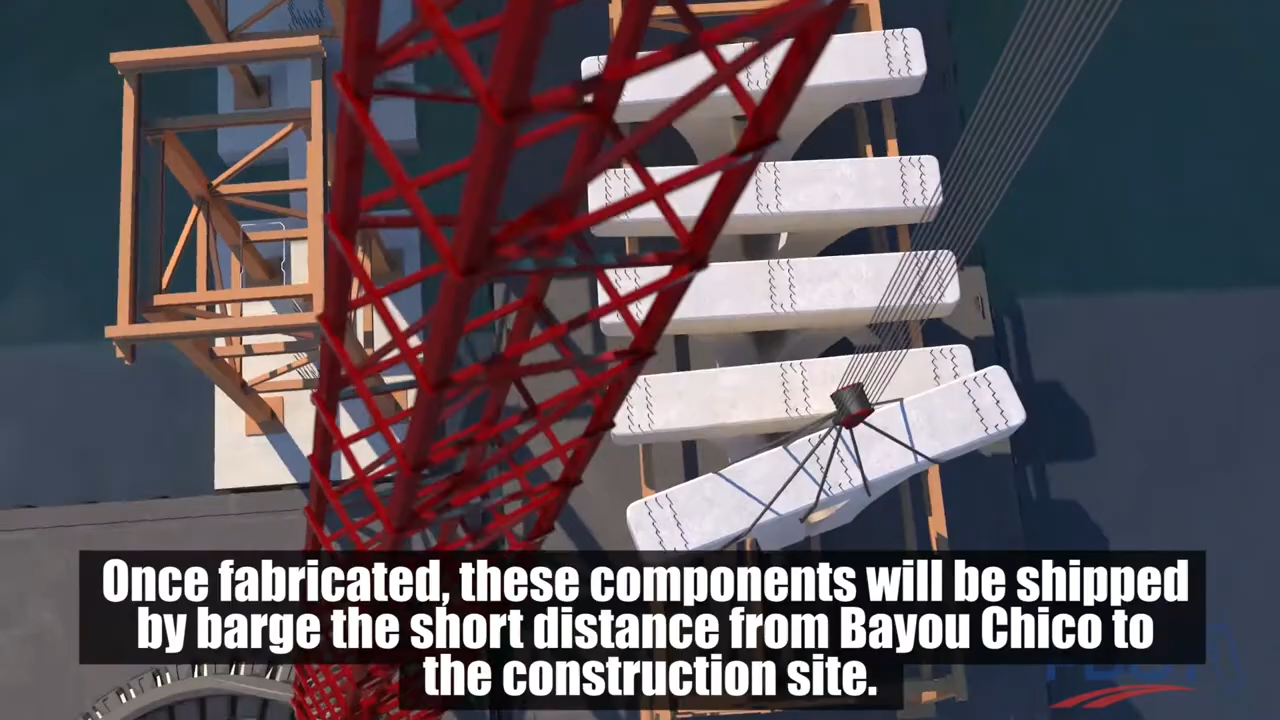 Once fabricated, these components will be shipped
by barge the short distance from Bayou Chico to
the construction site.